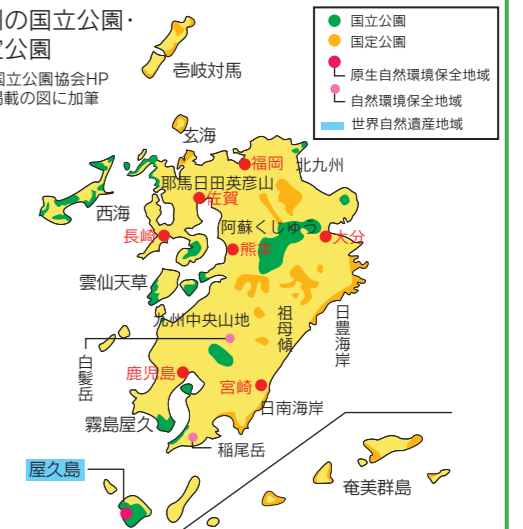 の国立公園・
定公園
国立公園協会HP
掲載の図に加筆
国立公園
国定公園
原生自然環境保全地域
自然環境保全地域
世界自然遺産地域
壱岐対馬
玄海
福岡
北九州
耶馬日田英彦山
佐賀
西海
阿蘇くじゅう
長崎
大分
熊本
雲仙天草
九州中央山地
祖母傾
日豊海岸
白髪岳
鹿児島
宮崎
日南海岸
霧島屋久
稲尾岳
屋久島
奄美群島